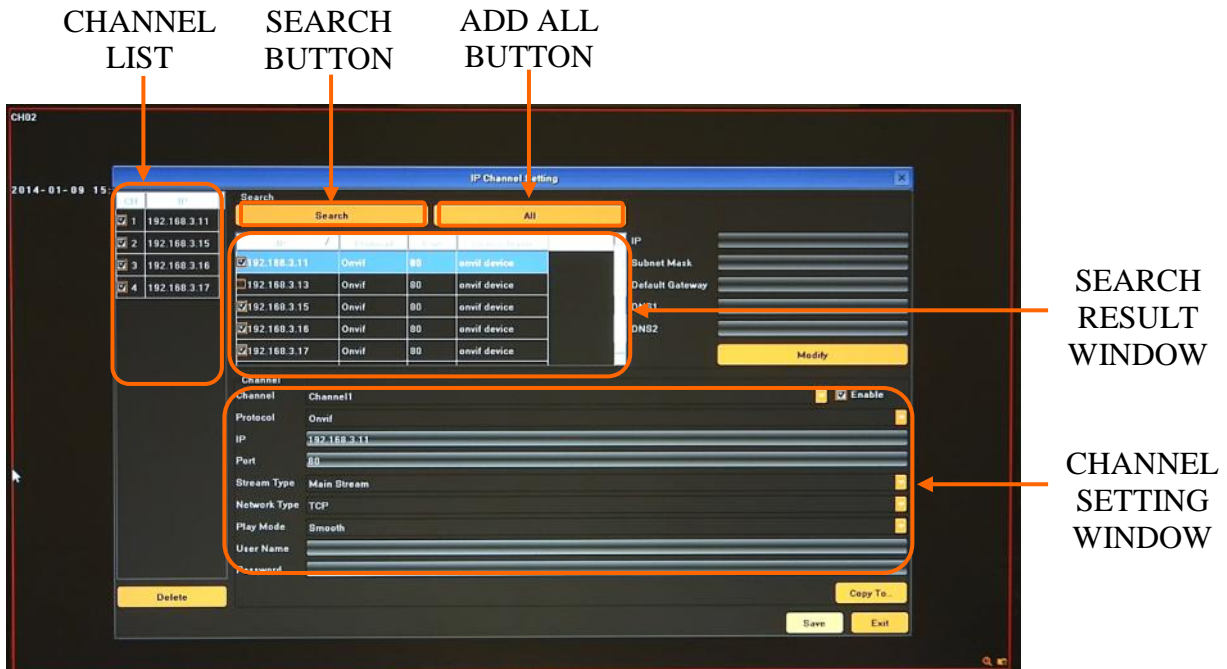 CHANNEL
LIST
SEARCH
BUTTON
ADD ALL
BUTTON
CH02
2014-01-09 15:
IP Channel Setting
CH IP
1 192.168.3.11
2 192.168.3.15
3 192.168.3.16
4 192.168.3.17
Delete
Search
Search All
IP
192.168.3.11 Onvif 80 onvif device
192.168.3.13 Onvif 80 onvif device
192.168.3.15 Onvif 80 onvif device
192.168.3.16 Onvif 80 onvif device
192.168.3.17 Onvif 80 onvif device
IP
Subnet Mask
Default Gateway
DNS1
DNS2
Modify
Channel
Channel Channel1 Enable
Protocol Onvif
IP 192.168.3.11
Port 80
Stream Type Main Stream
Network Type TCP
Play Mode Smooth
User Name
Password
Copy To..
Save Exit
SEARCH
RESULT
WINDOW
CHANNEL
SETTING
WINDOW